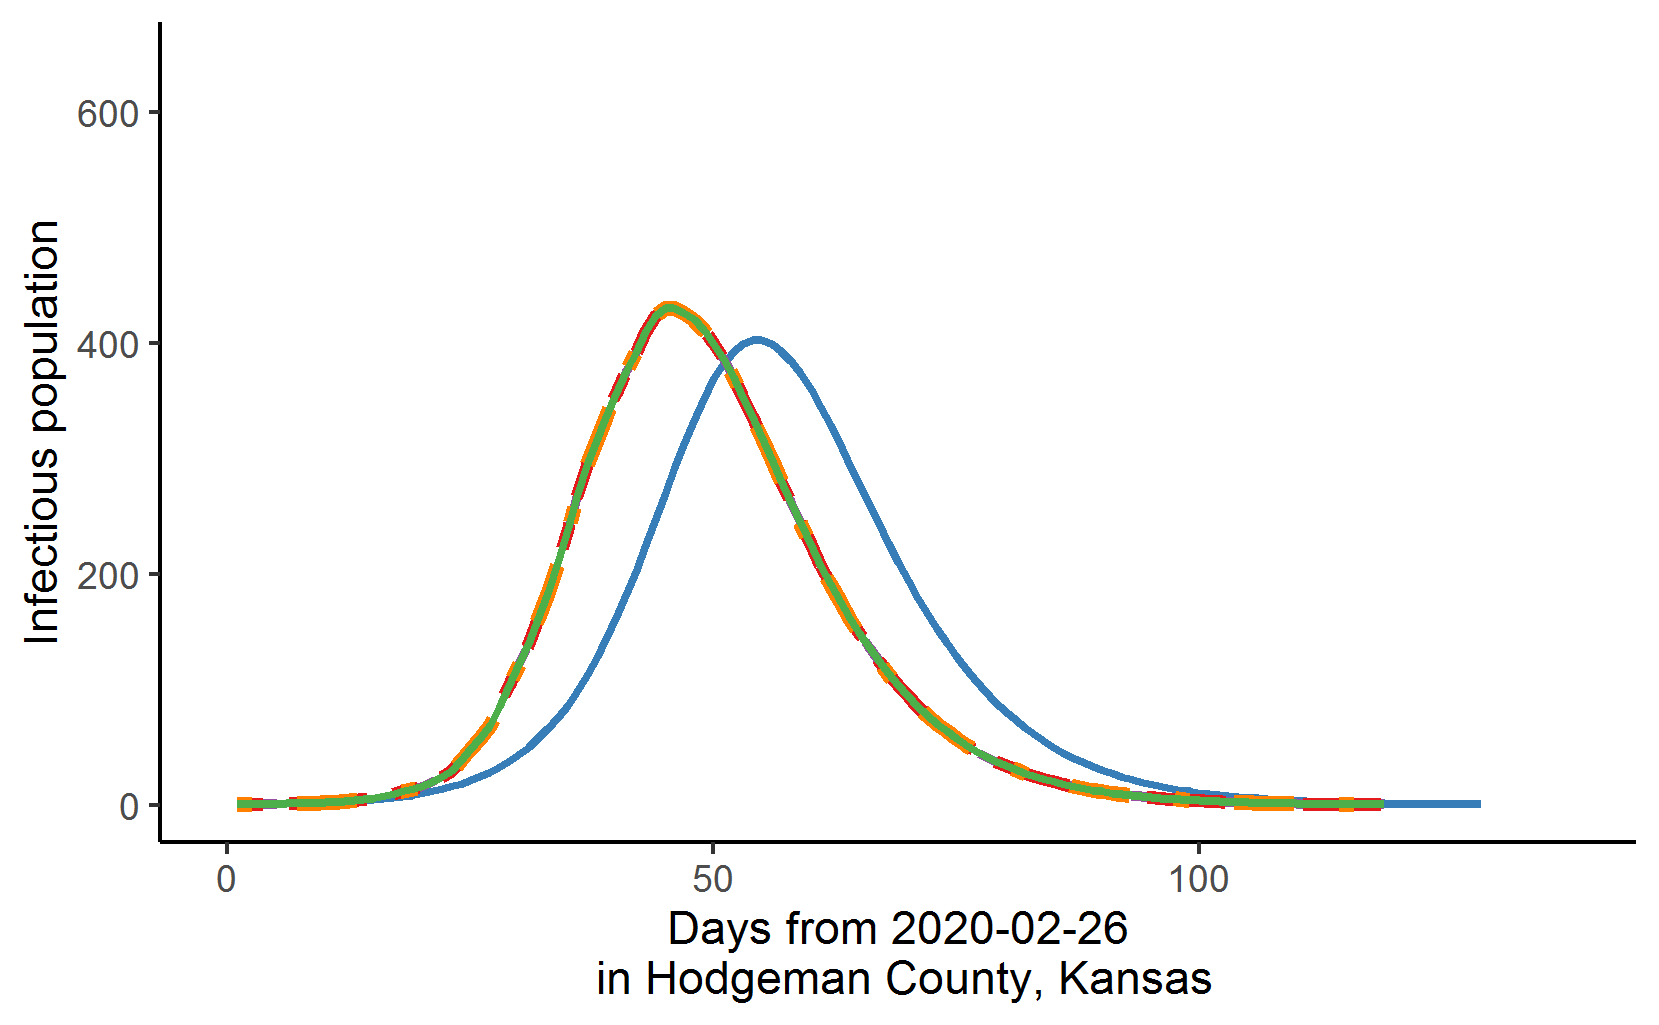 Infectious population
600
400
200
0
0 50 100
Days from 2020-02-26
in Hodgeman County, Kansas